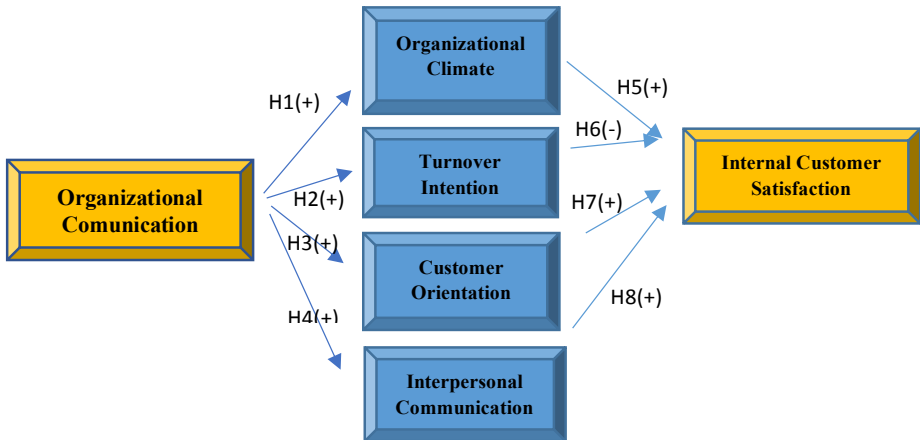 Organizational
Climate
H1(+)
H5(+)
H6(-)
Turnover
Intention
Internal Customer
Satisfaction
Organizational
Comunication
H2(+)
H7(+)
H3(+)
Customer
Orientation
H8(+)
H4(+)
Interpersonal
Communication